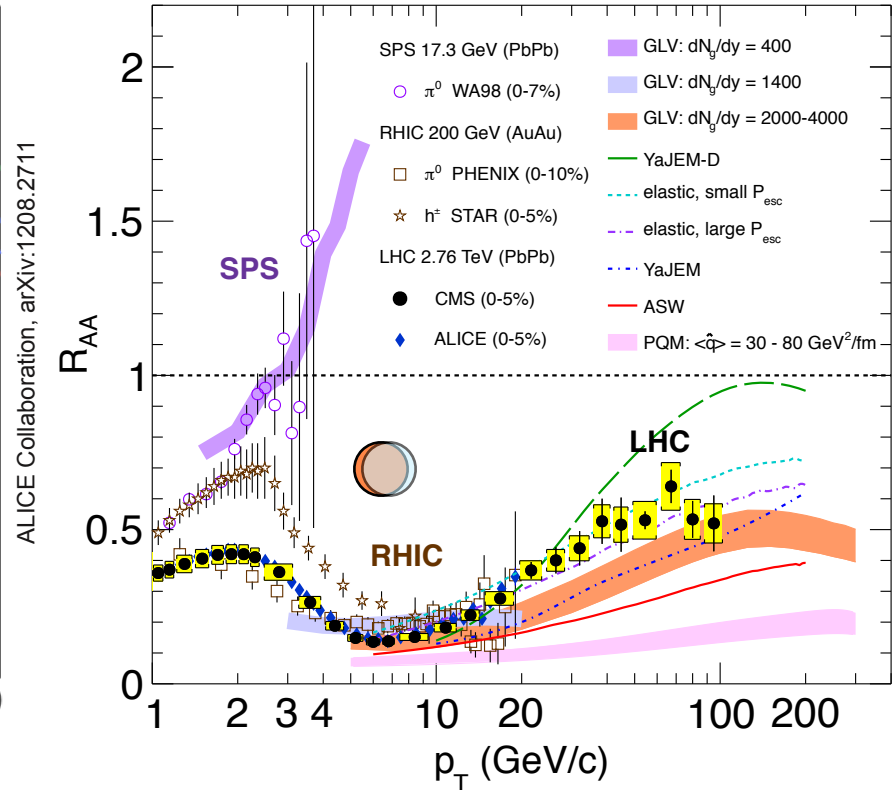 ALICE Collaboration, arXiv:1208.2711
R_AA
2
1.5
1
0.5
0
SPS 17.3 GeV (PbPb)
π⁰ WA98 (0-7%)
RHIC 200 GeV (AuAu)
π⁰ PHENIX (0-10%)
h± STAR (0-5%)
LHC 2.76 TeV (PbPb)
CMS (0-5%)
ALICE (0-5%)
GLV: dN_g/dy = 400
GLV: dN_g/dy = 1400
GLV: dN_g/dy = 2000-4000
YaJEM-D
elastic, small P_esc
elastic, large P_esc
YaJEM
ASW
PQM: <q̂> = 30 - 80 GeV²/fm
SPS
LHC
RHIC
1 2 3 4 10 20 100 200
p_T (GeV/c)